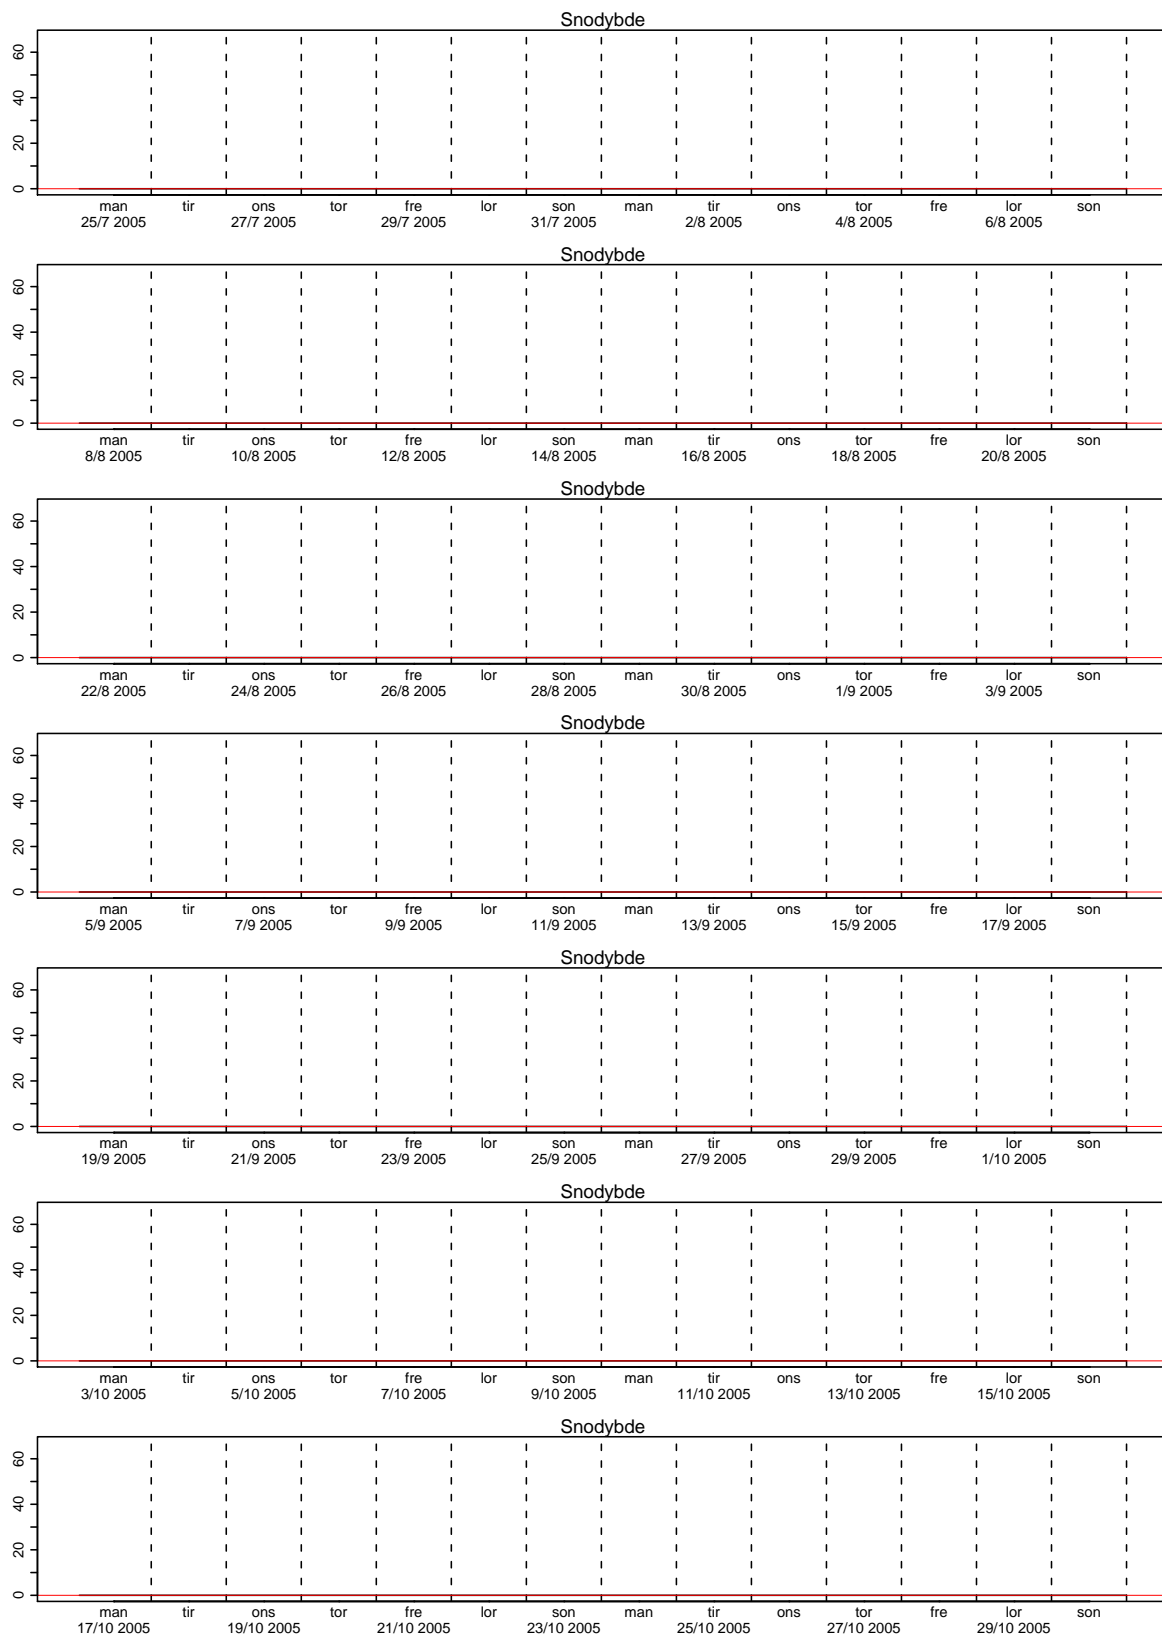 Snodybde
60
40
20
0
man tir ons tor fre lor son man tir ons tor fre lor son
25/7 2005 27/7 2005 29/7 2005 31/7 2005 2/8 2005 4/8 2005 6/8 2005
Snodybde
60
40
20
0
man tir ons tor fre lor son man tir ons tor fre lor son
8/8 2005 10/8 2005 12/8 2005 14/8 2005 16/8 2005 18/8 2005 20/8 2005
Snodybde
60
40
20
0
man tir ons tor fre lor son man tir ons tor fre lor son
22/8 2005 24/8 2005 26/8 2005 28/8 2005 30/8 2005 1/9 2005 3/9 2005
Snodybde
60
40
20
0
man tir ons tor fre lor son man tir ons tor fre lor son
5/9 2005 7/9 2005 9/9 2005 11/9 2005 13/9 2005 15/9 2005 17/9 2005
Snodybde
60
40
20
0
man tir ons tor fre lor son man tir ons tor fre lor son
19/9 2005 21/9 2005 23/9 2005 25/9 2005 27/9 2005 29/9 2005 1/10 2005
Snodybde
60
40
20
0
man tir ons tor fre lor son man tir ons tor fre lor son
3/10 2005 5/10 2005 7/10 2005 9/10 2005 11/10 2005 13/10 2005 15/10 2005
Snodybde
60
40
20
0
man tir ons tor fre lor son man tir ons tor fre lor son
17/10 2005 19/10 2005 21/10 2005 23/10 2005 25/10 2005 27/10 2005 29/10 2005